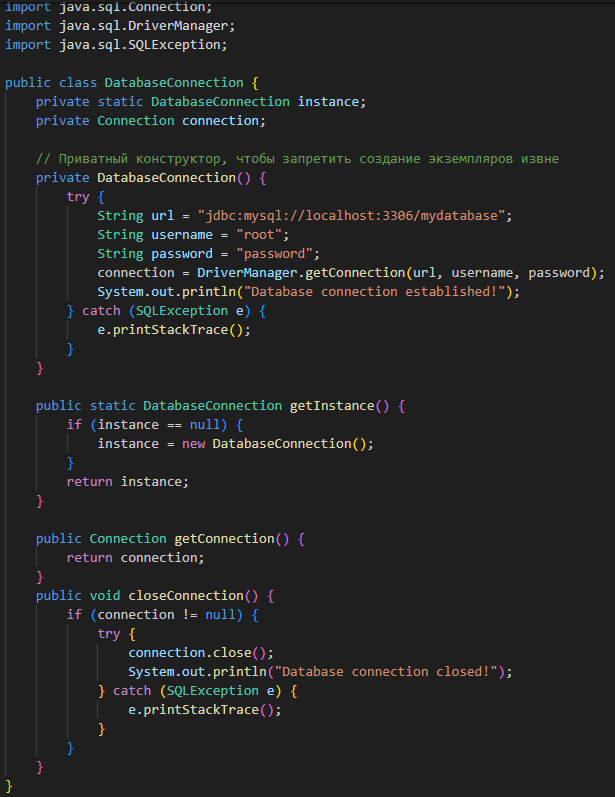 import java.sql.Connection;
import java.sql.DriverManager;
import java.sql.SQLException;

public class DatabaseConnection {
    private static DatabaseConnection instance;
    private Connection connection;

    // Приватный конструктор, чтобы запретить создание экземпляров извне
    private DatabaseConnection() {
        try {
            String url = "jdbc:mysql://localhost:3306/mydatabase";
            String username = "root";
            String password = "password";
            connection = DriverManager.getConnection(url, username, password);
            System.out.println("Database connection established!");
        } catch (SQLException e) {
            e.printStackTrace();
        }
    }

    public static DatabaseConnection getInstance() {
        if (instance == null) {
            instance = new DatabaseConnection();
        }
        return instance;
    }

    public Connection getConnection() {
        return connection;
    }
    public void closeConnection() {
        if (connection != null) {
            try {
                connection.close();
                System.out.println("Database connection closed!");
            } catch (SQLException e) {
                e.printStackTrace();
            }
        }
    }
}